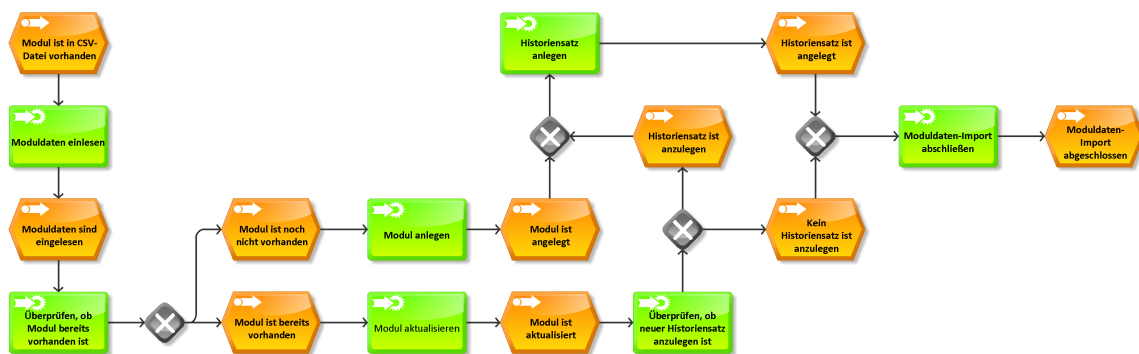 Modul ist in CSV-
Datei vorhanden
Moduldaten einlesen
Moduldaten sind
eingelesen
Überprüfen, ob
Modul bereits
vorhanden ist
Modul ist noch
nicht vorhanden
Modul anlegen
Modul ist
angelegt
Modul ist bereits
vorhanden
Modul aktualisieren
Modul ist
aktualisiert
Überprüfen, ob
neuer Historiensatz
anzulegen ist
Historiensatz ist
anzulegen
Kein
Historiensatz ist
anzulegen
Historiensatz
anlegen
Historiensatz ist
angelegt
Moduldaten-Import
abschließen
Moduldaten-
Import
abgeschlossen